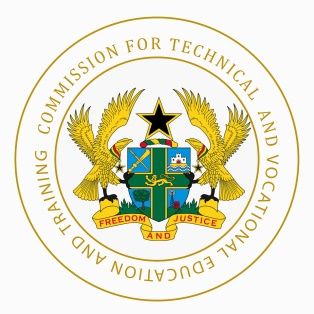 COMMISSION FOR TECHNICAL AND VOCATIONAL EDUCATION AND TRAINING
FREEDOM AND JUSTICE